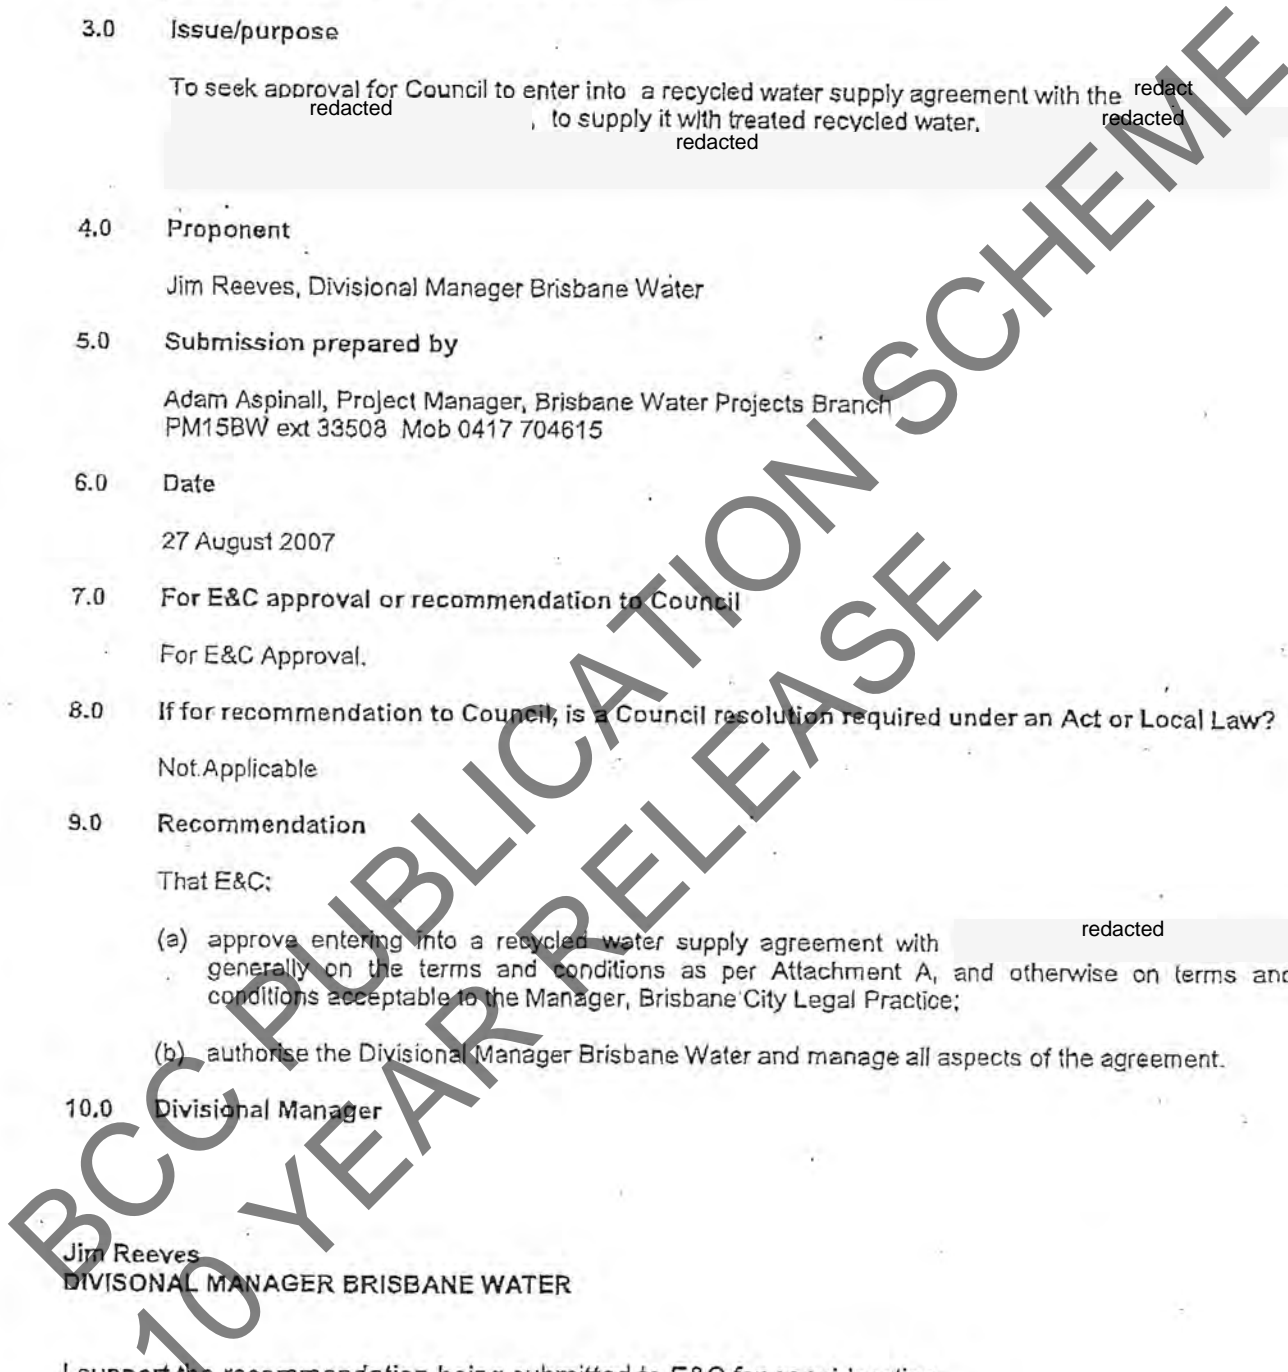 3.0 Issue/purpose
To seek approval for Council to enter into a recycled water supply agreement with the redact
redacted , to supply it with treated recycled water. redacted
redacted
4.0 Proponent
Jim Reeves, Divisional Manager Brisbane Water
5.0 Submission prepared by
Adam Aspinall, Project Manager, Brisbane Water Projects Branch
PM15BW ext 33508 Mob 0417 704615
6.0 Date
27 August 2007
7.0 For E&C approval or recommendation to Council
For E&C Approval.
8.0 If for recommendation to Council, is a Council resolution required under an Act or Local Law?
Not Applicable
9.0 Recommendation
That E&C:
(a) approve entering into a recycled water supply agreement with redacted
generally on the terms and conditions as per Attachment A, and otherwise on terms and
conditions acceptable to the Manager, Brisbane City Legal Practice;
(b) authorise the Divisional Manager Brisbane Water and manage all aspects of the agreement.
10.0 Divisional Manager
Jim Reeves
DIVISONAL MANAGER BRISBANE WATER
I support the recommendation being submitted to E&C for consideration
BCC PUBLICATION SCHEME
10 YEAR RELEASE